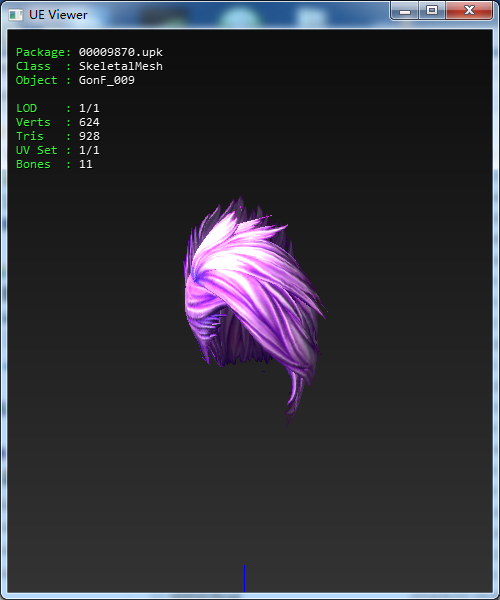 UE Viewer
Package: 00009870.upk
Class : SkeletalMesh
Object : GonF_009
LOD : 1/1
Verts : 624
Tris : 928
UV Set : 1/1
Bones : 11